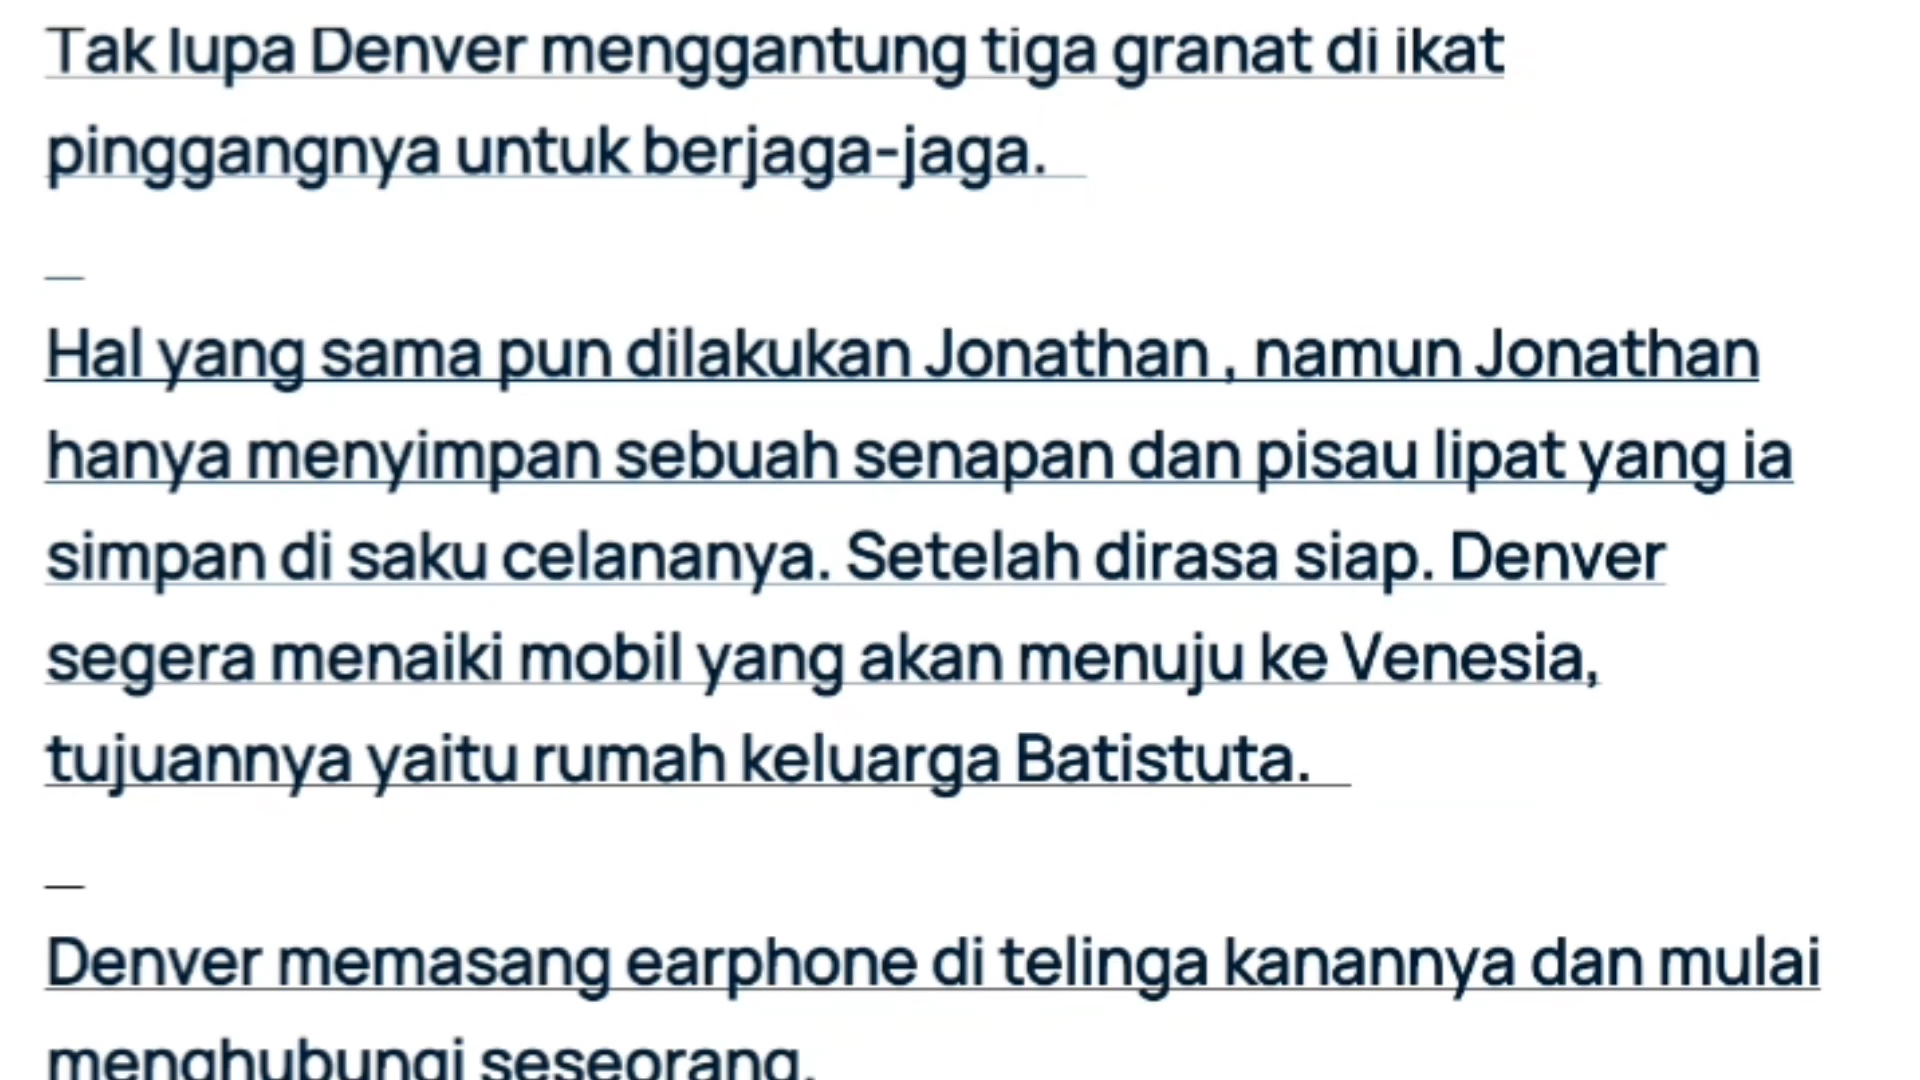 Tak lupa Denver menggantung tiga granat di ikat
pinggangnya untuk berjaga-jaga.
Hal yang sama pun dilakukan Jonathan , namun Jonathan
hanya menyimpan sebuah senapan dan pisau lipat yang ia
simpan di saku celananya. Setelah dirasa siap. Denver
segera menaiki mobil yang akan menuju ke Venesia,
tujuannya yaitu rumah keluarga Batistuta.
Denver memasang earphone di telinga kanannya dan mulai
menghubungi seseorang.